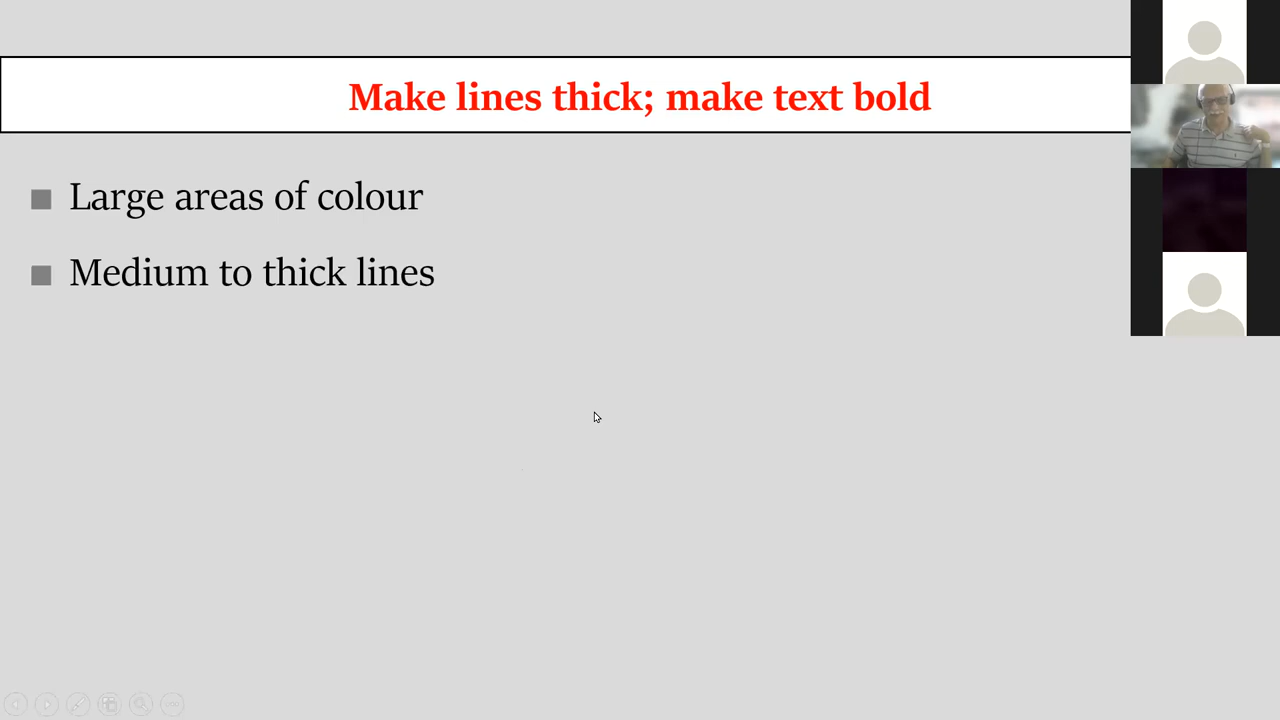 Make lines thick; make text bold
Large areas of colour
Medium to thick lines